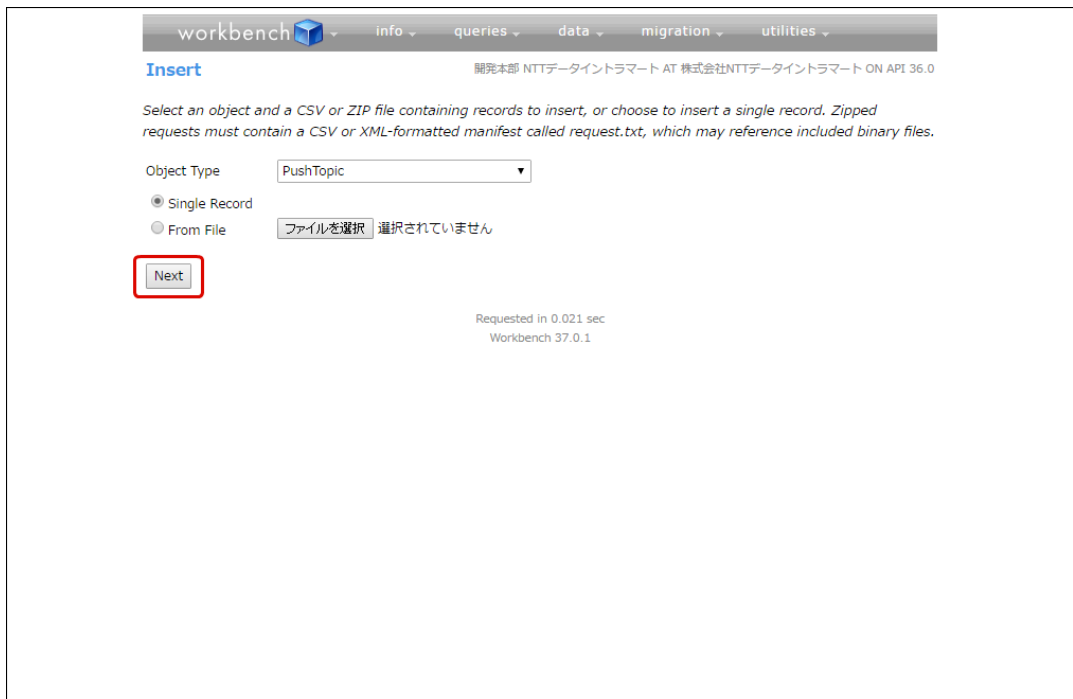 workbench info queries data migration utilities
Insert 開発本部 NTTデータイントラマート AT 株式会社NTTデータイントラマート ON API 36.0
Select an object and a CSV or ZIP file containing records to insert, or choose to insert a single record. Zipped
requests must contain a CSV or XML-formatted manifest called request.txt, which may reference included binary files.
Object Type PushTopic
Single Record
From File ファイルを選択 選択されていません
Next
Requested in 0.021 sec
Workbench 37.0.1